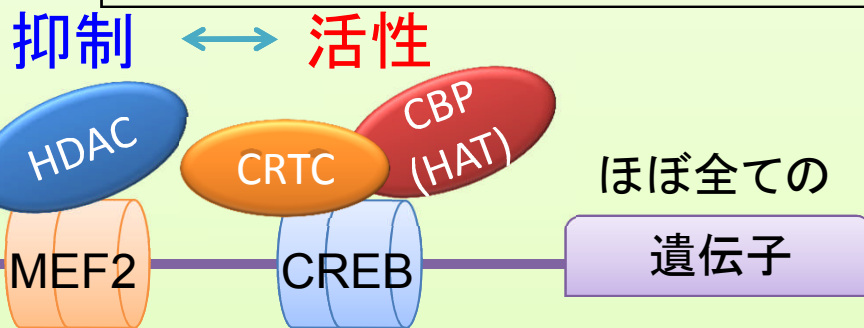 抑制 活性
HDAC
CRTC
CBP
(HAT)
ほぼ全ての
遺伝子
MEF2
CREB